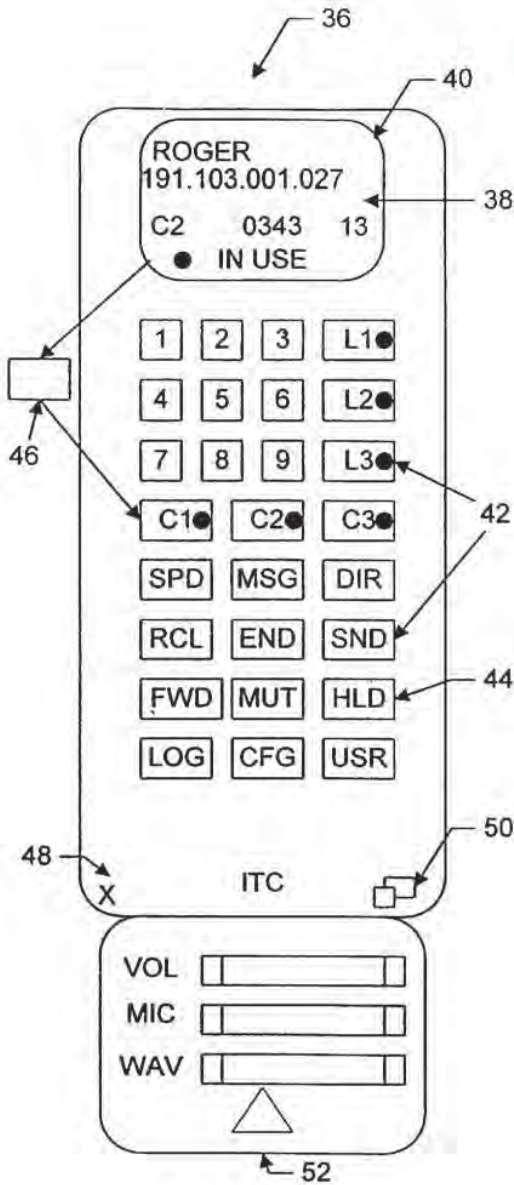 36
40
ROGER
191.103.001.027
38
C2 0343 13
● IN USE
1 2 3 L1●
4 5 6 L2●
46
7 8 9 L3●
42
C1● C2● C3●
SPD MSG DIR
RCL END SND
FWD MUT HLD
44
LOG CFG USR
48
50
X
ITC
VOL
MIC
WAV
52